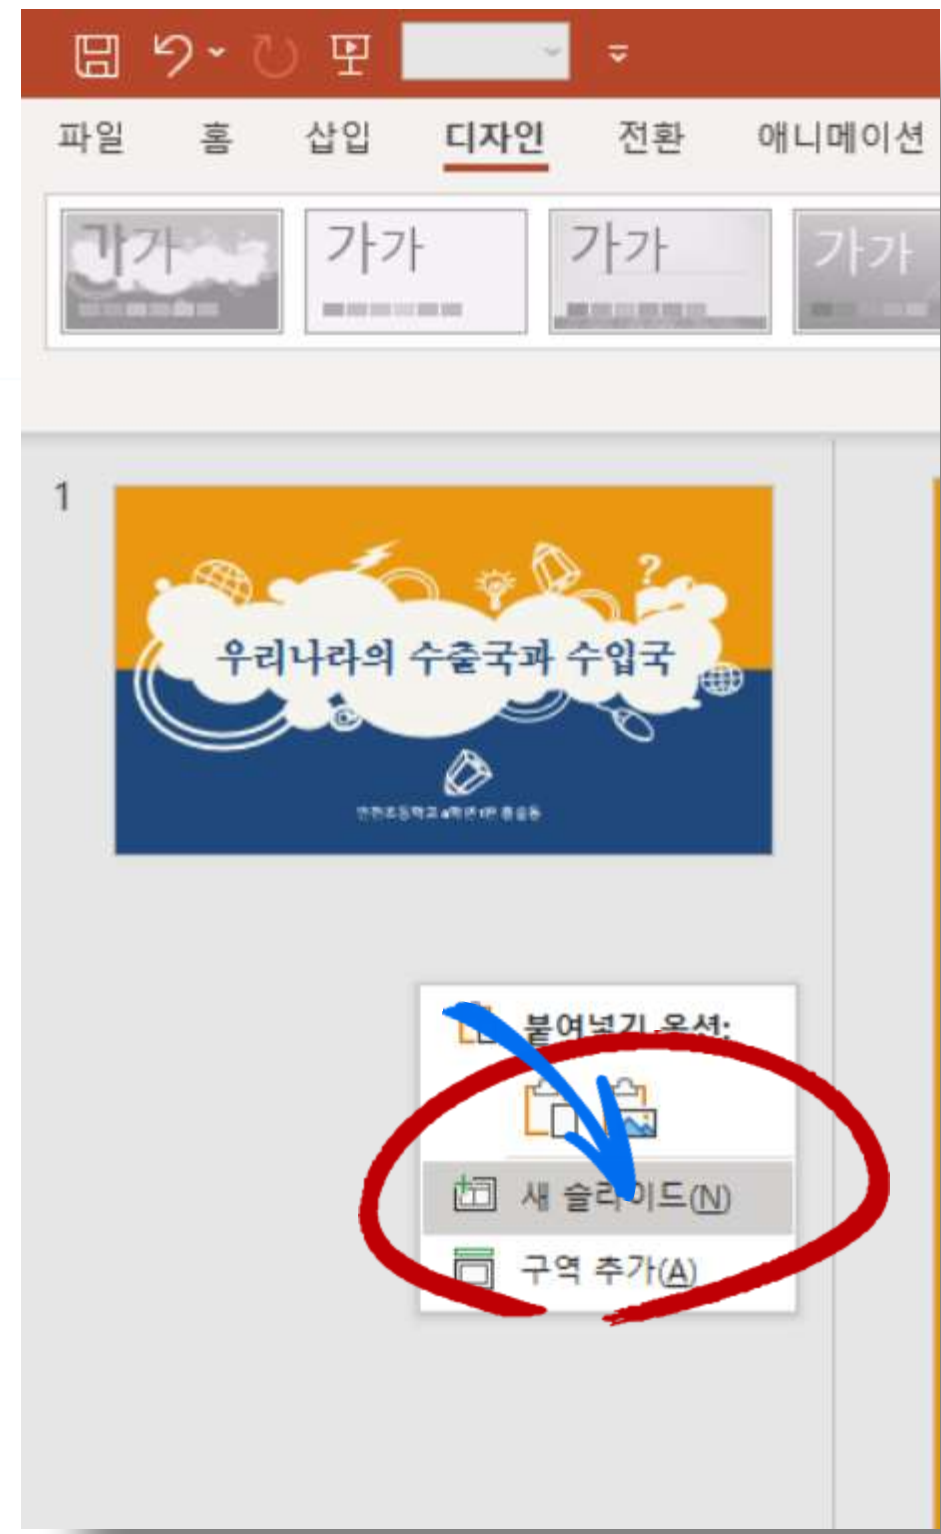 파일 홈 삽입 디자인 전환 애니메이션
가가 가가 가가 가가
1
우리나라의 수출국과 수입국
붙여넣기 옵션:
새 슬라이드(N)
구역 추가(A)